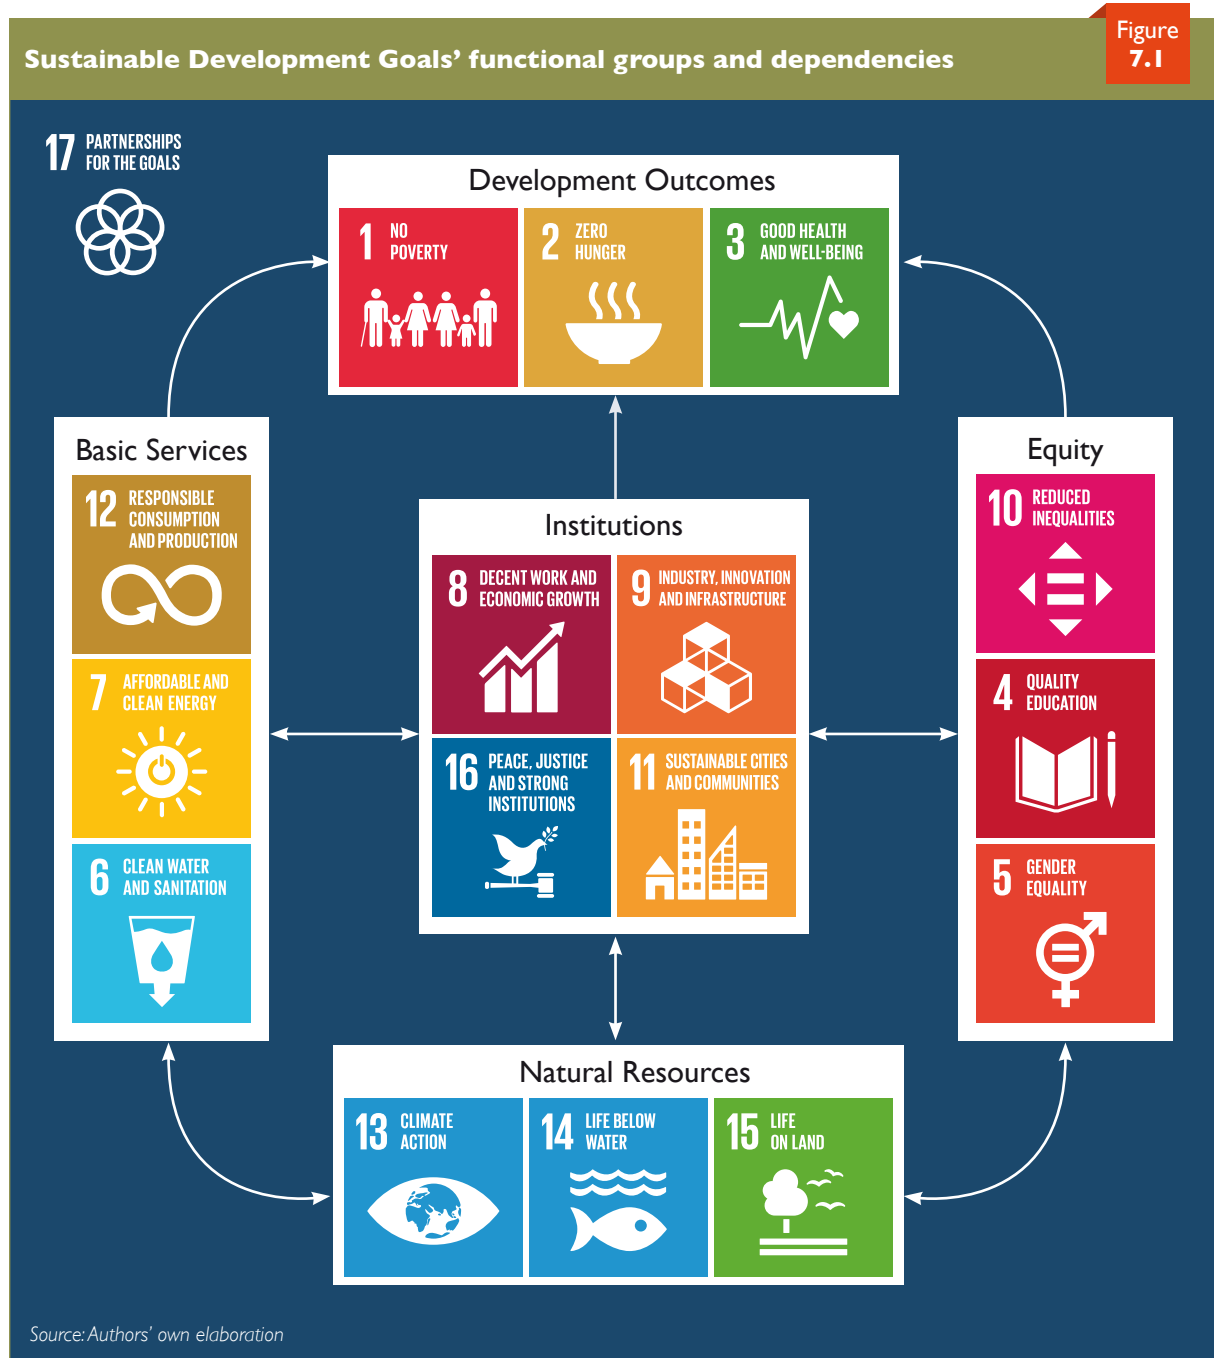 Sustainable Development Goals’ functional groups and dependencies
Figure
7.1
17 PARTNERSHIPS
FOR THE GOALS
Development Outcomes
1 NO
POVERTY
2 ZERO
HUNGER
3 GOOD HEALTH
AND WELL-BEING
Basic Services
12 RESPONSIBLE
CONSUMPTION
AND PRODUCTION
7 AFFORDABLE AND
CLEAN ENERGY
6 CLEAN WATER
AND SANITATION
Institutions
8 DECENT WORK AND
ECONOMIC GROWTH
9 INDUSTRY, INNOVATION
AND INFRASTRUCTURE
16 PEACE, JUSTICE
AND STRONG
INSTITUTIONS
11 SUSTAINABLE CITIES
AND COMMUNITIES
Equity
10 REDUCED
INEQUALITIES
4 QUALITY
EDUCATION
5 GENDER
EQUALITY
Natural Resources
13 CLIMATE
ACTION
14 LIFE BELOW
WATER
15 LIFE
ON LAND
Source: Authors’ own elaboration